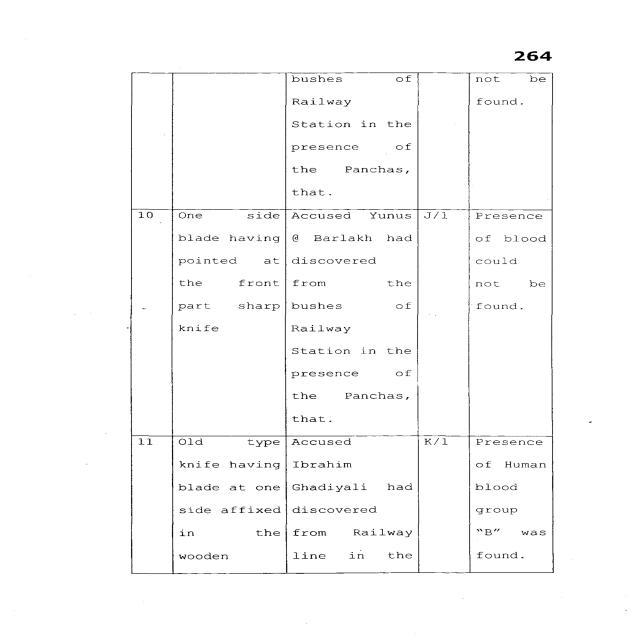 264
bushes of not be
Railway found.
Station in the
presence of
the Panchas,
that.
10 One side Accused Yunus J/1 Presence
blade having @ Barlakh had of blood
pointed at discovered could
the front from the not be
part sharp bushes of found.
knife Railway
Station in the
presence of
the Panchas,
that.
11 Old type Accused K/1 Presence
knife having Ibrahim of Human
blade at one Ghadiyali had blood
side affixed discovered group
in the from Railway "B" was
wooden line in the found.